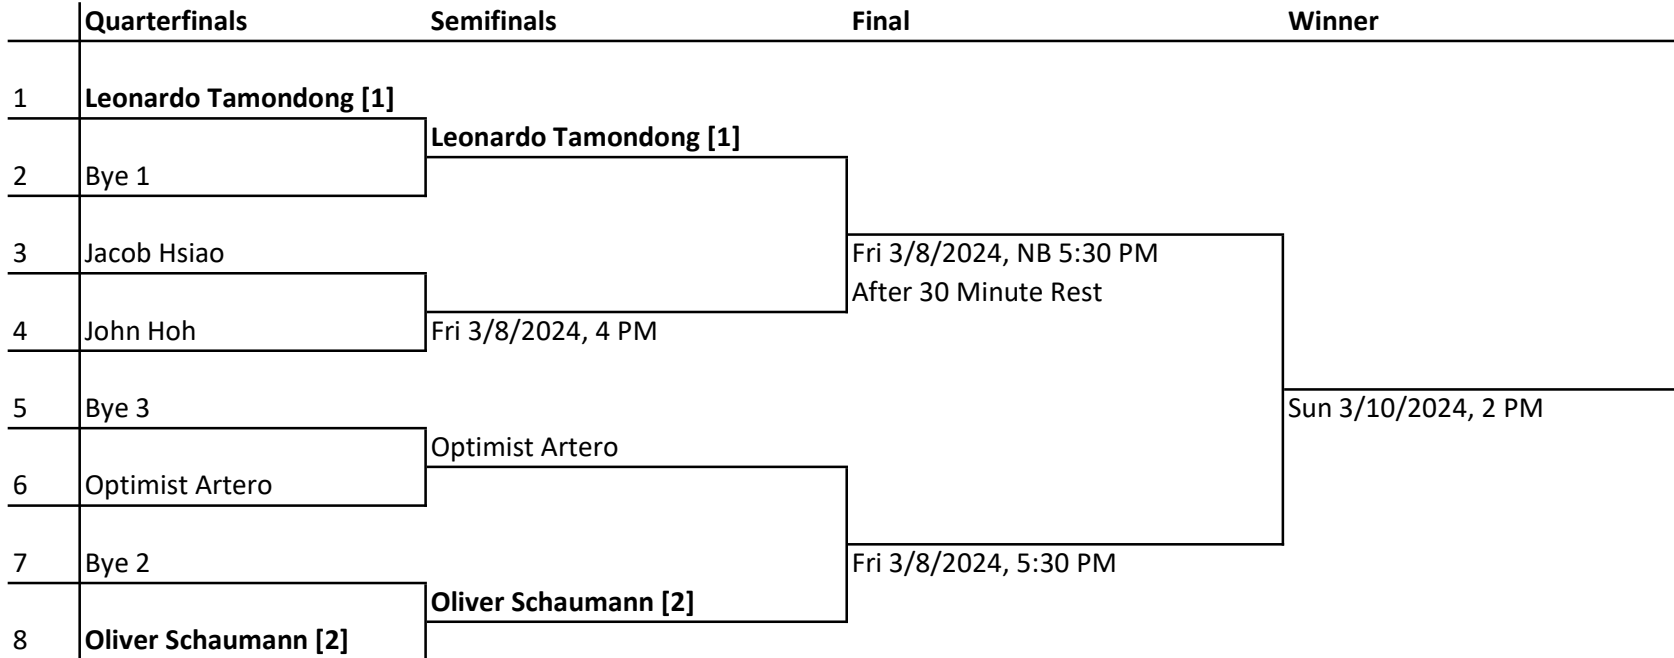 Quarterfinals Semifinals Final Winner
1 Leonardo Tamondong [1]
Leonardo Tamondong [1]
2 Bye 1
3 Jacob Hsiao Fri 3/8/2024, NB 5:30 PM
After 30 Minute Rest
4 John Hoh Fri 3/8/2024, 4 PM
5 Bye 3 Sun 3/10/2024, 2 PM
Optimist Artero
6 Optimist Artero
7 Bye 2 Fri 3/8/2024, 5:30 PM
Oliver Schaumann [2]
8 Oliver Schaumann [2]